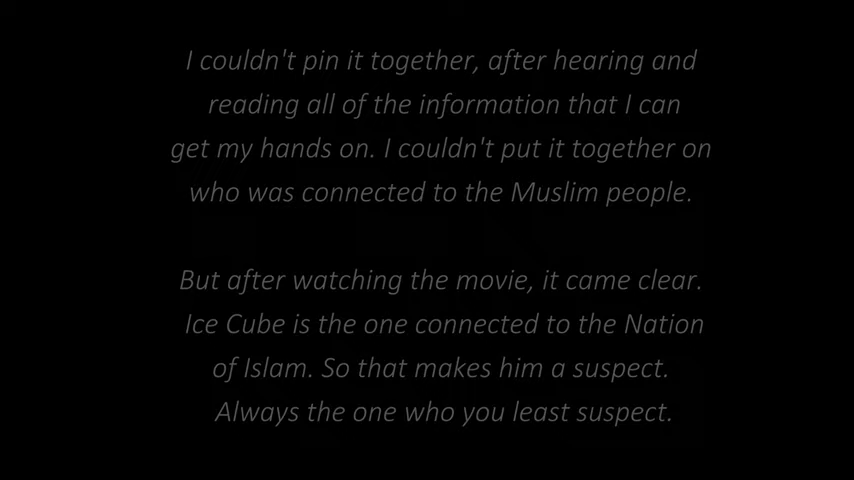 I couldn't pin it together, after hearing and
reading all of the information that I can
get my hands on. I couldn't put it together on
who was connected to the Muslim people.
But after watching the movie, it came clear.
Ice Cube is the one connected to the Nation
of Islam. So that makes him a suspect.
Always the one who you least suspect.